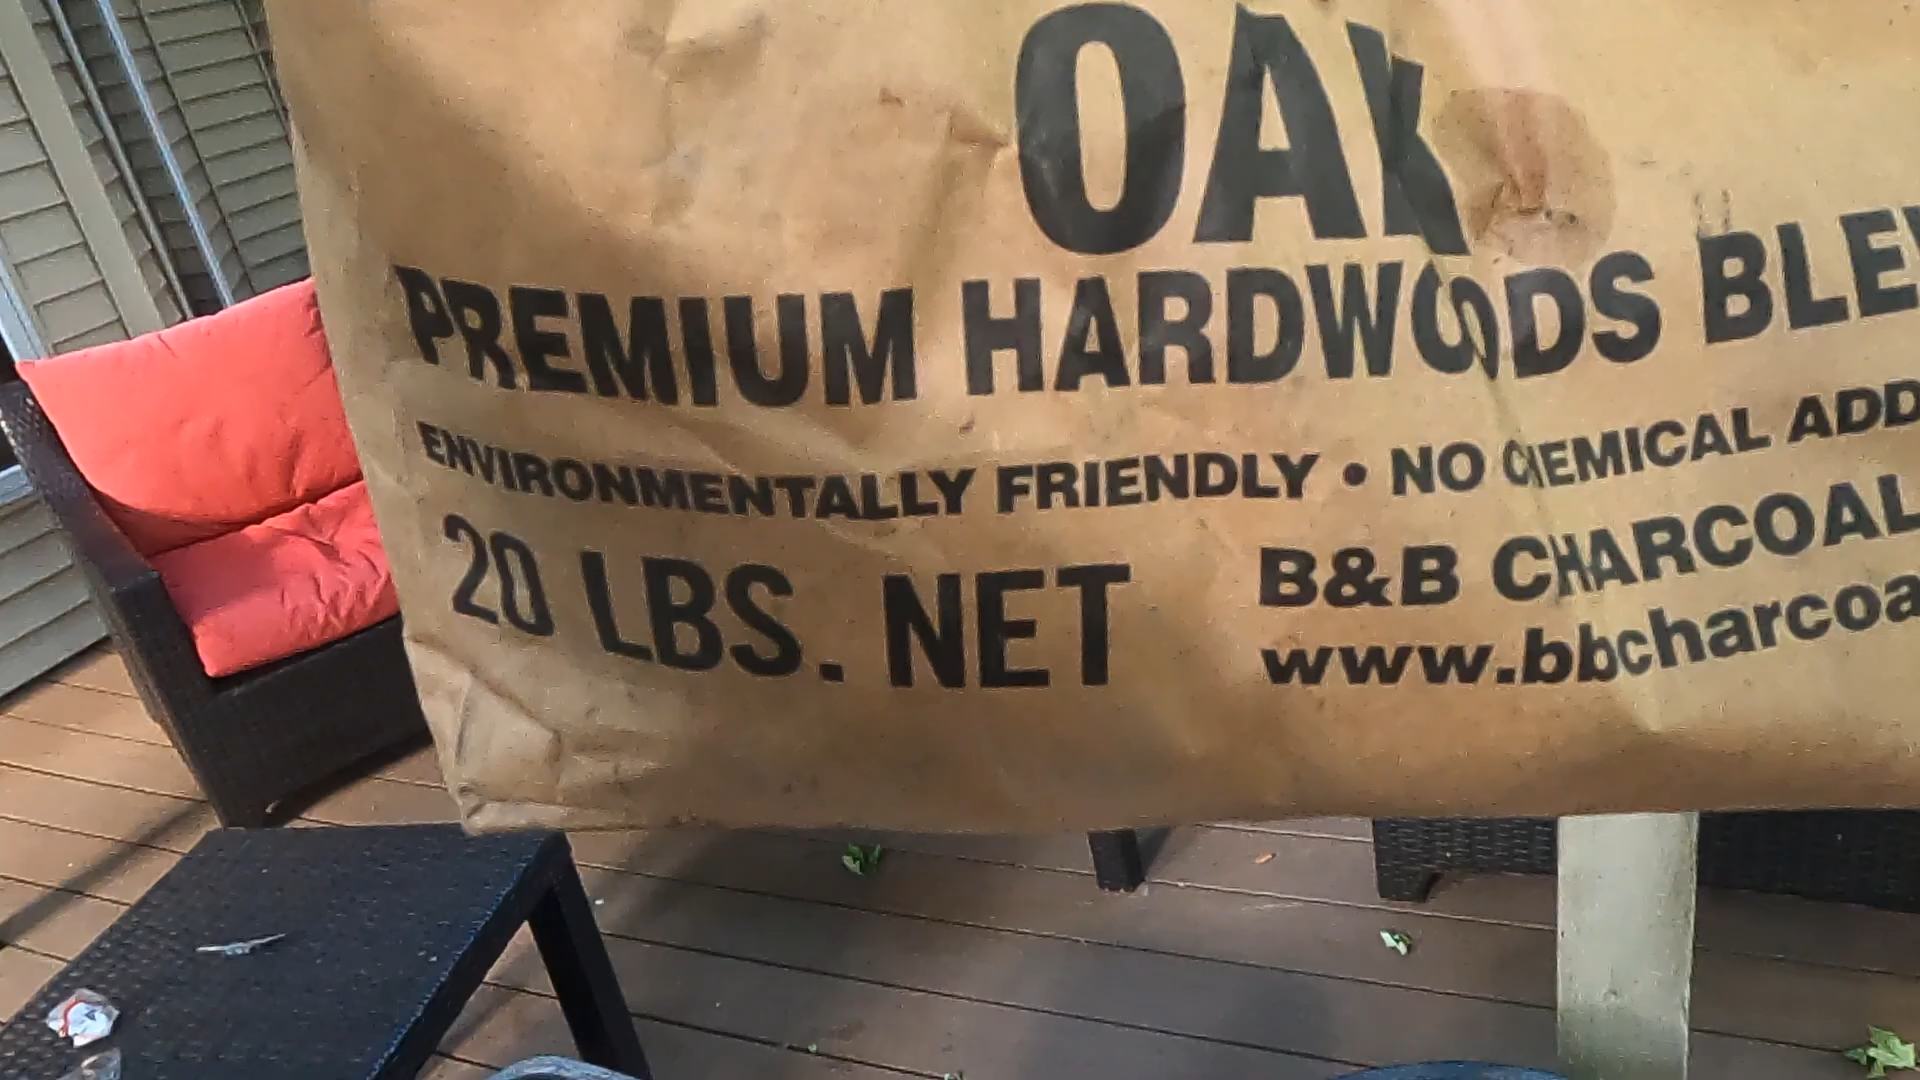 OAK
PREMIUM HARDWOODS BLE
ENVIRONMENTALLY FRIENDLY • NO CHEMICAL ADD
20 LBS. NET
B&B CHARCOAL
www.bbcharcoa